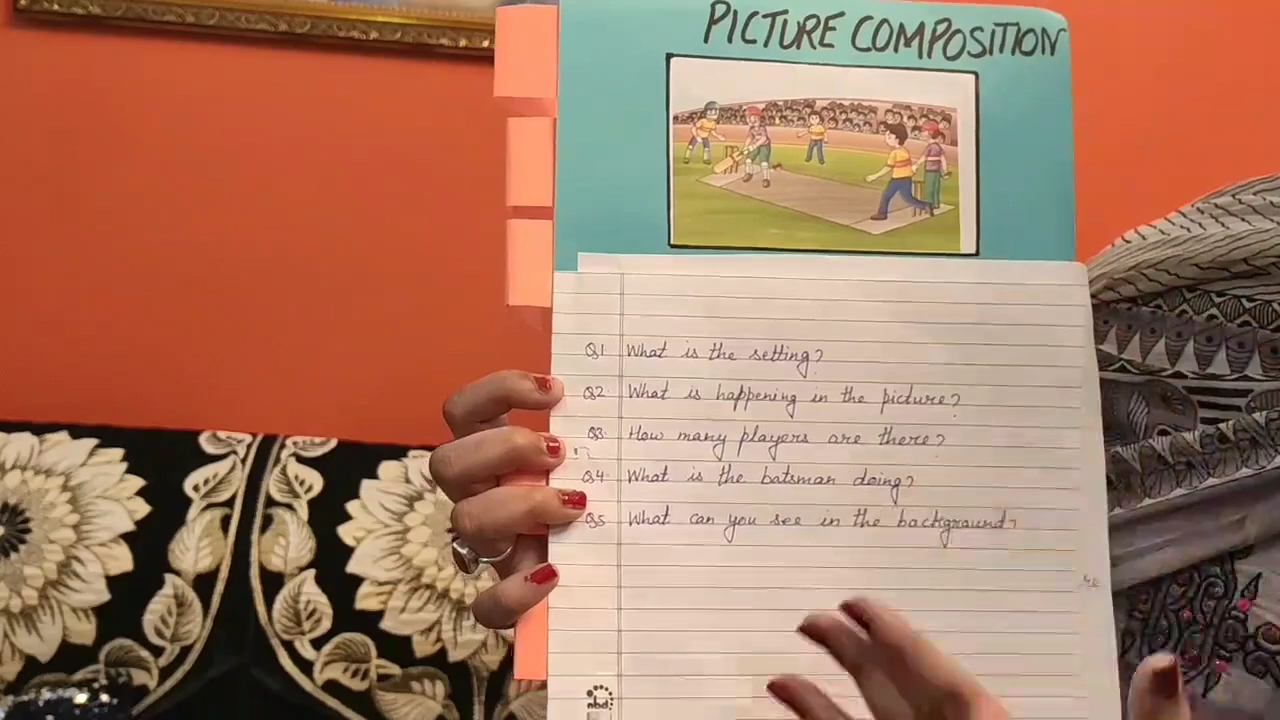 PICTURE COMPOSITION
Q1 What is the setting?
Q2 What is happening in the picture?
Q3 How many players are there?
Q4 What is the batsman doing?
Q5 What can you see in the background?
nbd